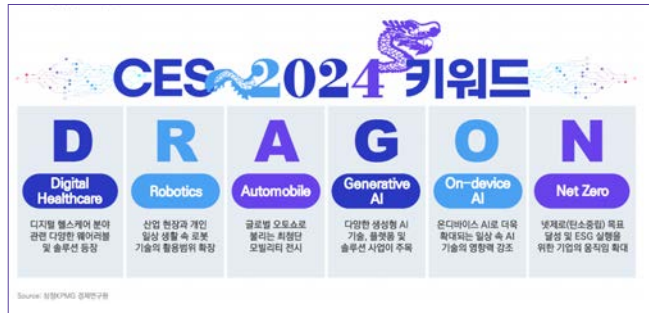 CES 2024 키워드
D
Digital
Healthcare
디지털 헬스케어 분야
관련 다양한 웨어러블
및 솔루션 등장
R
Robotics
산업 현장과 개인
일상 생활 속 로봇
기술의 활용범위 확장
A
Automobile
글로벌 오토쇼로
불리는 최첨단
모빌리티 전시
G
Generative
AI
다양한 생성형 AI
기술, 플랫폼 및
솔루션 사업이 주목
O
On-device
AI
온디바이스 AI로 더욱
확대되는 일상 속 AI
기술의 영향력 강조
N
Net Zero
넷제로(탄소중립) 목표
달성 및 ESG 실행을
위한 기업의 움직임 확대
Source: 삼정KPMG 경제연구원